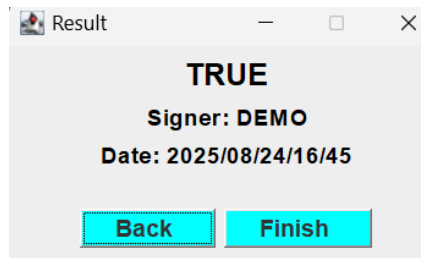 Result
TRUE
Signer: DEMO
Date: 2025/08/24/16/45
Back Finish